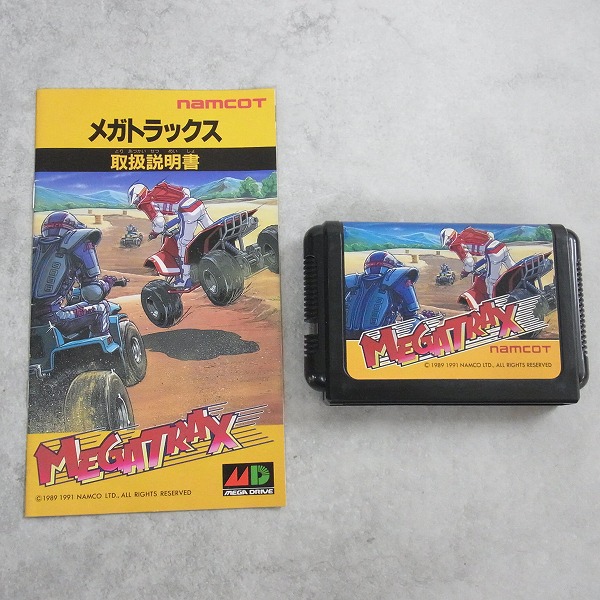 namcot
メガトラックス
とりあつかいせつめいしょ
取扱説明書
MEGATRAX
© 1989 1991 NAMCO LTD., ALL RIGHTS RESERVED
MD
MEGA DRIVE
MEGATRAX
namcot
© 1989 1991 NAMCO LTD., ALL RIGHTS RESERVED